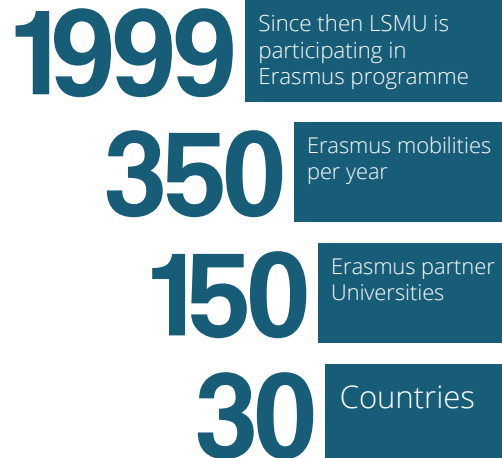 1999
Since then LSMU is
participating in
Erasmus programme
350
Erasmus mobilities
per year
150
Erasmus partner
Universities
30
Countries